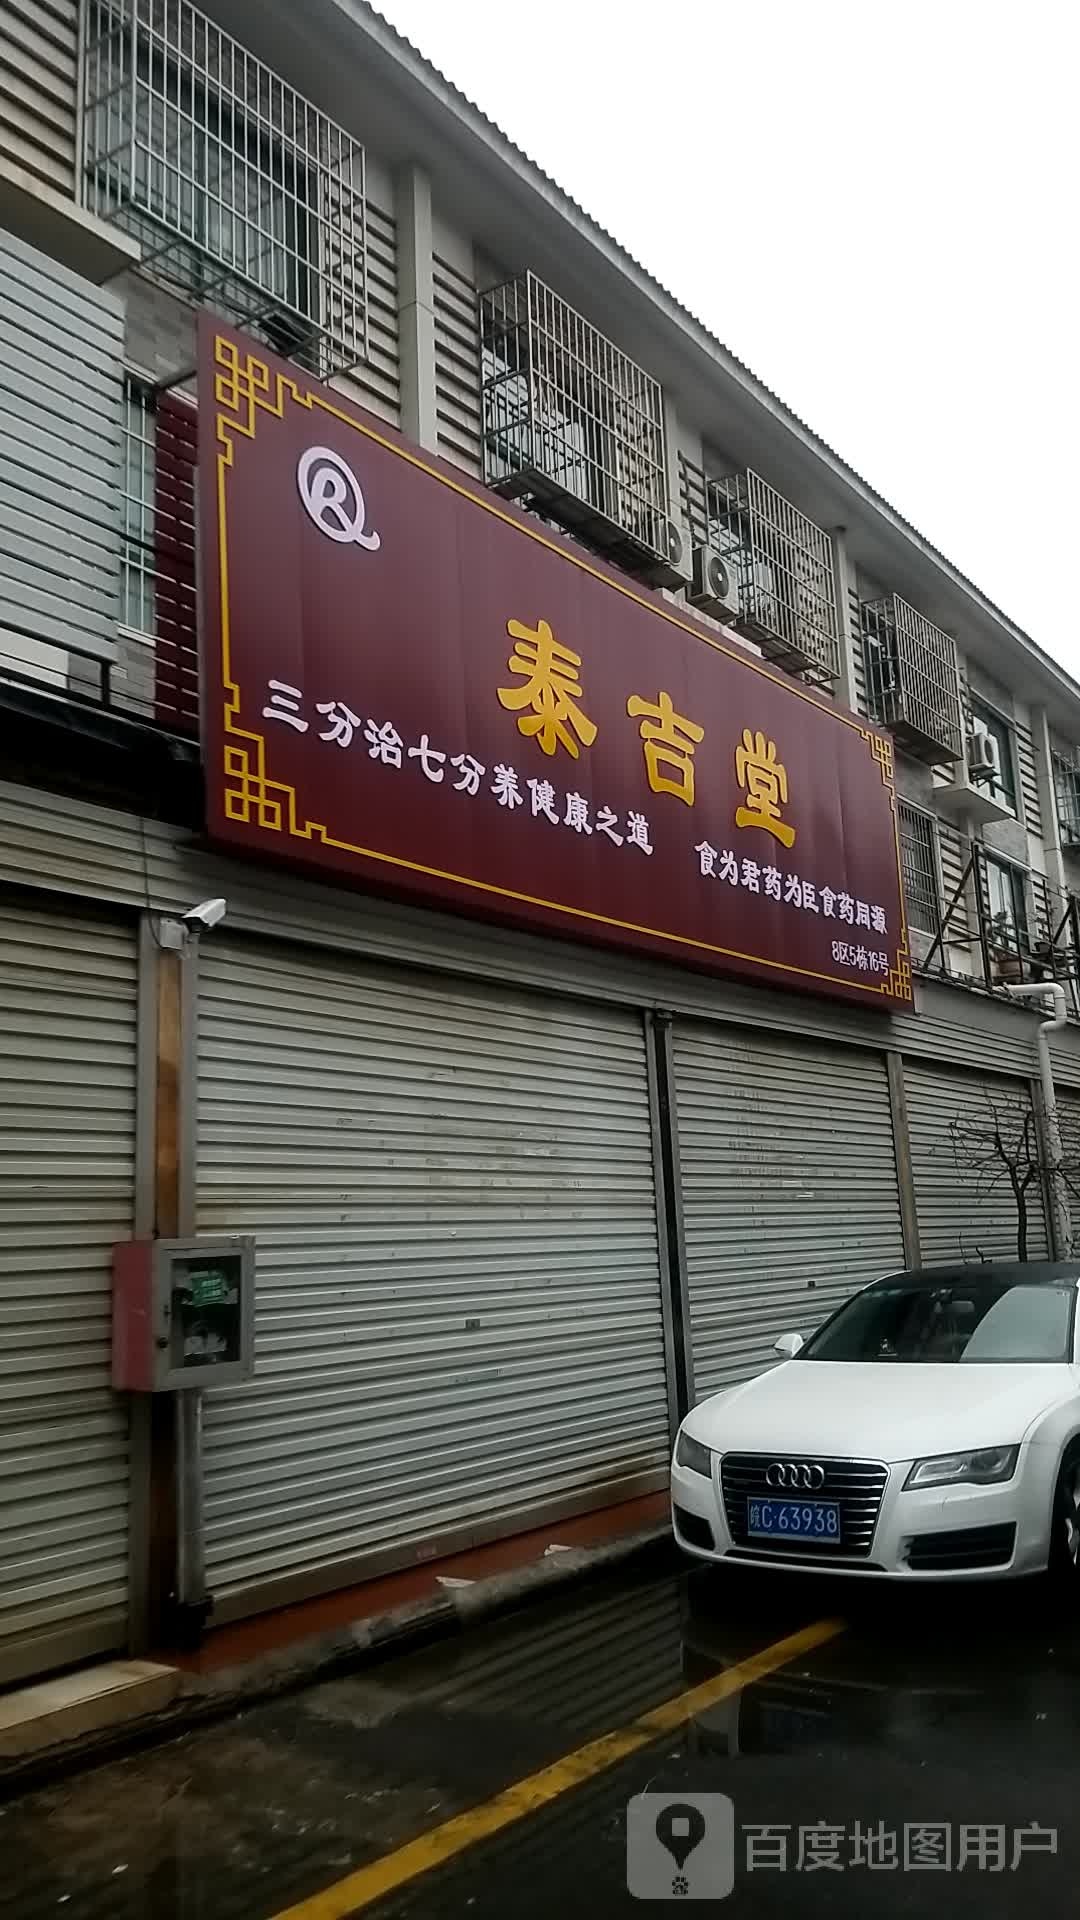 R
泰吉堂
三分治七分养健康之道 食为君药为臣食药同源
8区5栋16号
皖C·63938
百度地图用户